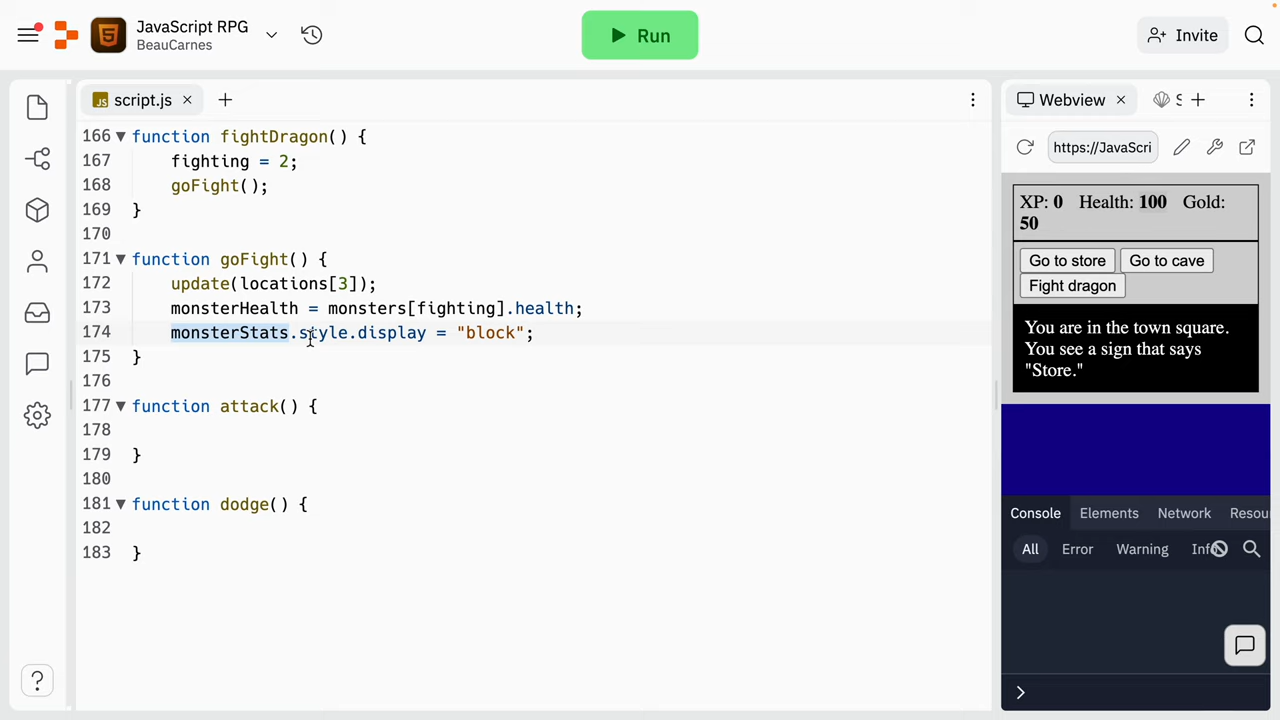 JavaScript RPG
BeauCarnes
Run
Invite
JS script.js
Webview
S
https://JavaScri
166 function fightDragon() {
167 fighting = 2;
168 goFight();
169 }
170
171 function goFight() {
172 update(locations[3]);
173 monsterHealth = monsters[fighting].health;
174 monsterStats.style.display = "block";
175 }
176
177 function attack() {
178
179 }
180
181 function dodge() {
182
183 }
XP: 0 Health: 100 Gold:
50
Go to store Go to cave
Fight dragon
You are in the town square.
You see a sign that says
"Store."
Console Elements Network Resou
All Error Warning Inf
>
?